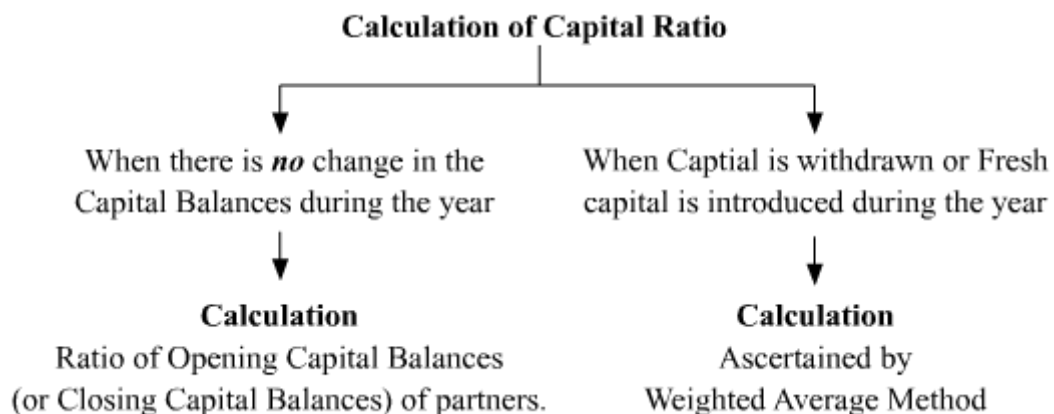 Calculation of Capital Ratio
When there is no change in the
Capital Balances during the year
When Captial is withdrawn or Fresh
capital is introduced during the year
Calculation
Ratio of Opening Capital Balances
(or Closing Capital Balances) of partners.
Calculation
Ascertained by
Weighted Average Method